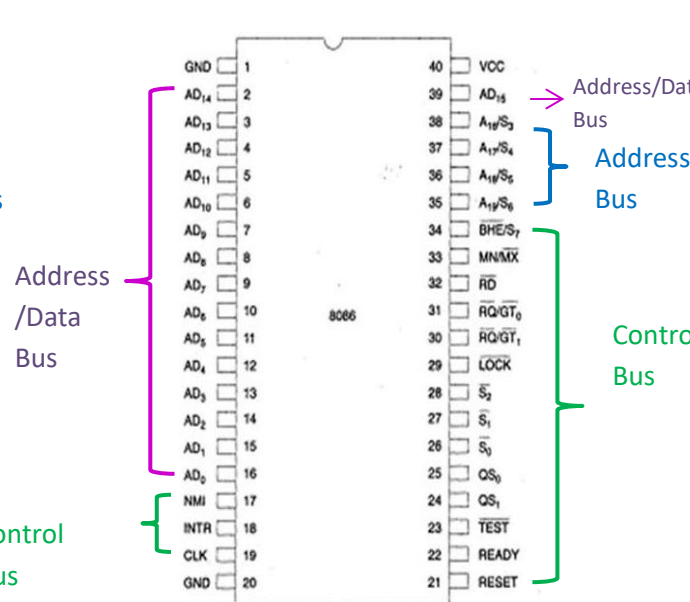 GND 1 40 VCC
AD14 2 39 AD15
AD13 3 38 A16/S3
AD12 4 37 A17/S4
AD11 5 36 A18/S5
AD10 6 35 A19/S6
AD9 7 34 BHE/S7
AD8 8 33 MN/MX
AD7 9 32 RD
AD6 10 31 RQ/GT0
AD5 11 30 RQ/GT1
AD4 12 29 LOCK
AD3 13 28 S2
AD2 14 27 S1
AD1 15 26 S0
AD0 16 25 QS0
NMI 17 24 QS1
INTR 18 23 TEST
CLK 19 22 READY
GND 20 21 RESET
8086
Address
/Data
Bus
Address/Dat
Bus
Address
Bus
Contro
Bus
ontrol
us
s